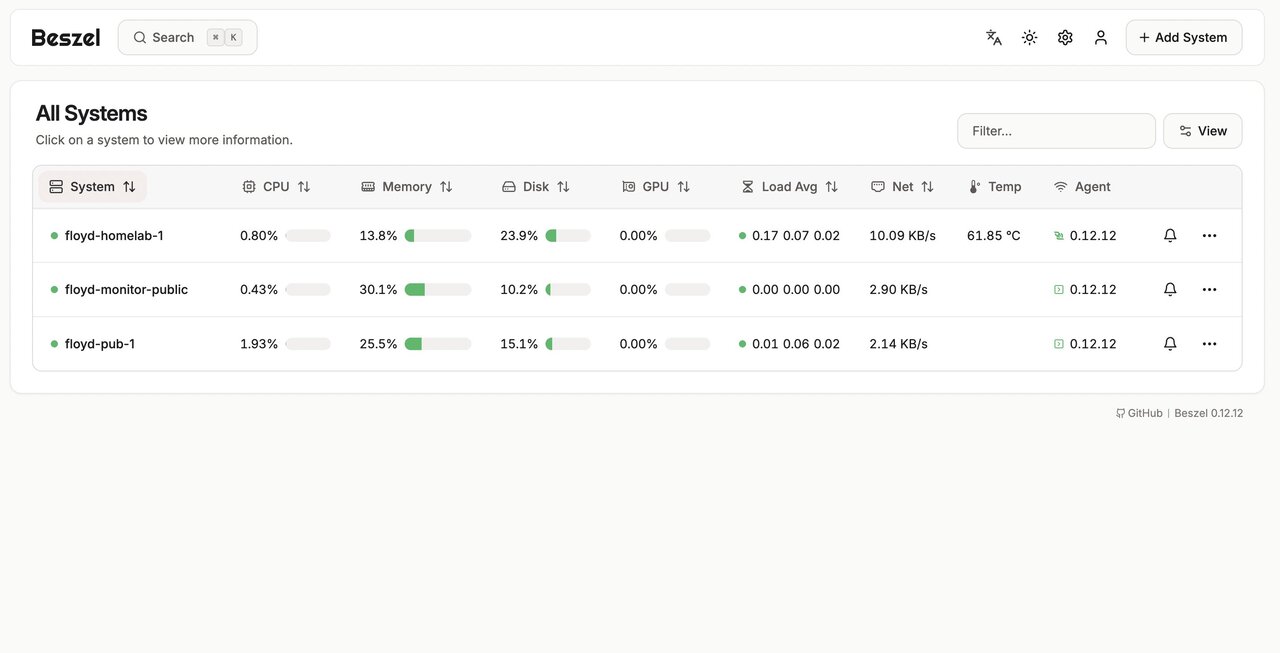 Beszel Search ⌘ K Add System
All Systems
Click on a system to view more information.
Filter... View
System CPU Memory Disk GPU Load Avg Net Temp Agent
floyd-homelab-1 0.80% 13.8% 23.9% 0.00% 0.17 0.07 0.02 10.09 KB/s 61.85 °C 0.12.12
floyd-monitor-public 0.43% 30.1% 10.2% 0.00% 0.00 0.00 0.00 2.90 KB/s 0.12.12
floyd-pub-1 1.93% 25.5% 15.1% 0.00% 0.01 0.06 0.02 2.14 KB/s 0.12.12
GitHub | Beszel 0.12.12